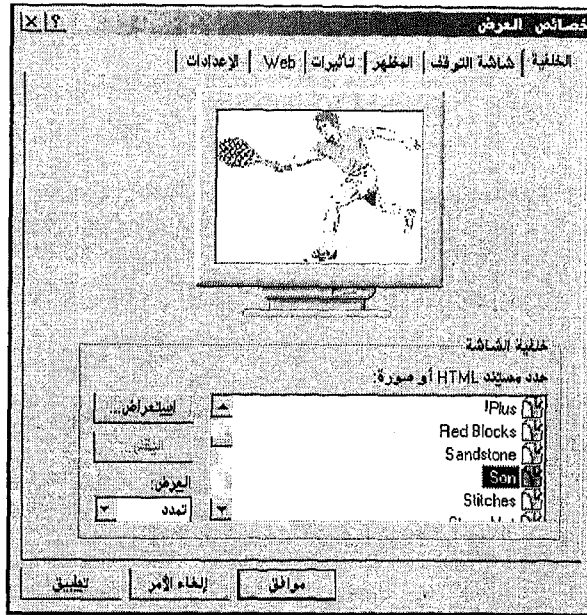 خصائص العرض
الخلفية
شاشة التوقف
المظهر
تأثيرات
Web
الإعدادات
خلفية الشاشة
حدد مستند HTML أو صورة:
!Plus
Red Blocks
Sandstone
Son
Stitches
استعراض...
النقش...
العرض:
تمدد
موافق
إلغاء الأمر
تطبيق